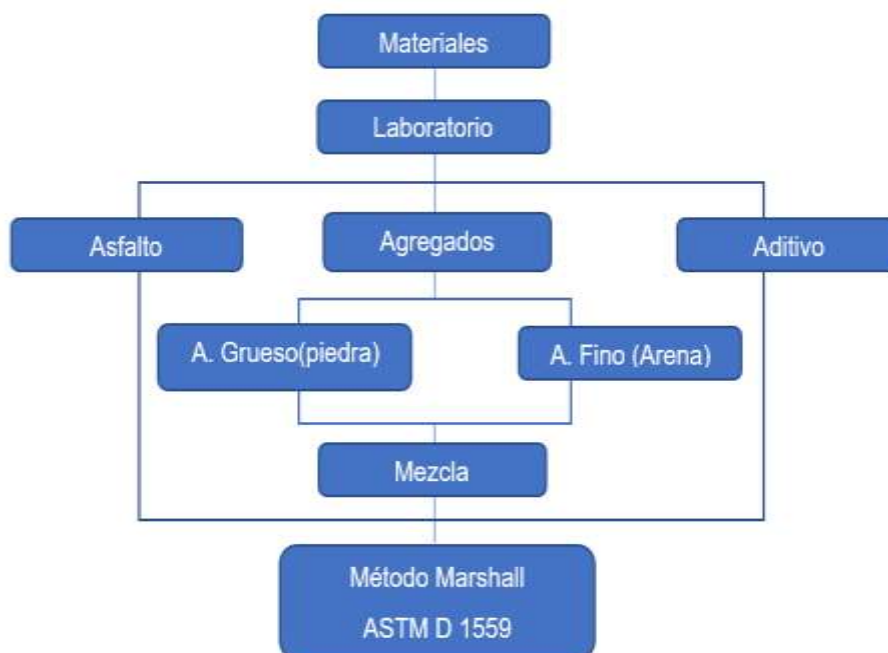 Materiales
Laboratorio
Asfalto
Agregados
Aditivo
A. Grueso(piedra)
A. Fino (Arena)
Mezcla
Método Marshall
ASTM D 1559